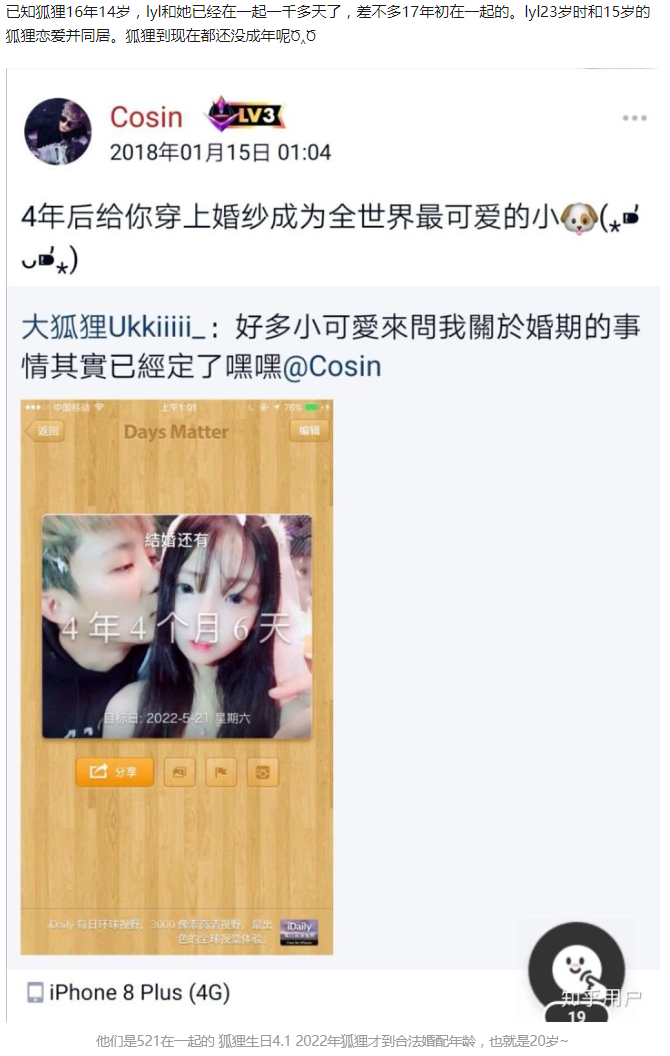 已知狐狸16年14岁，lyl和她已经在一起一千多天了，差不多17年初在一起的。lyl23岁时和15岁的
狐狸恋爱并同居。狐狸到现在都还没成年呢
Cosin
LV3
2018年01月15日 01:04
4年后给你穿上婚纱成为全世界最可爱的小🐶(⁎
⁎)
大狐狸Ukkiiiii_：好多小可愛來問我關於婚期的事
情其實已經定了嘿嘿@Cosin
中国移动 上午1:01 76%
返回 Days Matter 编辑
結婚还有
4年4个月6天
目标日: 2022-5-21 星期六
分享
iDaily 每日环球视野。3000 像素高清视野，最出
色的全球视觉体验。
iDaily
iPhone 8 Plus (4G)
知乎用户
19
他们是521在一起的 狐狸生日4.1 2022年狐狸才到合法婚配年龄，也就是20岁~